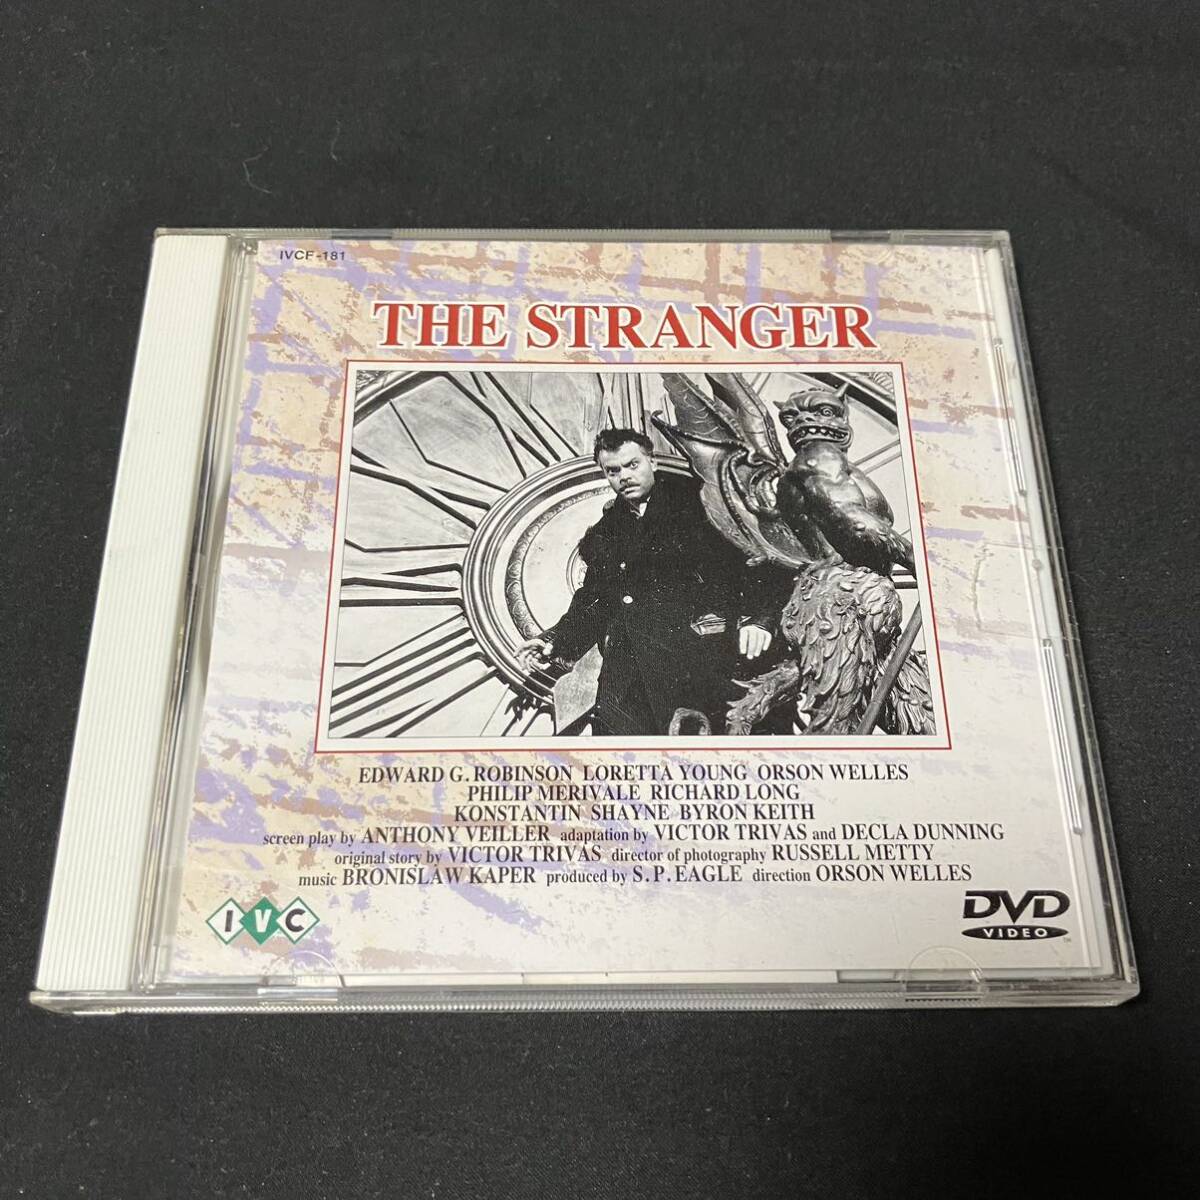 IVCF-181
THE STRANGER
EDWARD G. ROBINSON LORETTA YOUNG ORSON WELLES
PHILIP MERIVALE RICHARD LONG
KONSTANTIN SHAYNE BYRON KEITH
screen play by ANTHONY VEILLER adaptation by VICTOR TRIVAS and DECLA DUNNING
original story by VICTOR TRIVAS director of photography RUSSELL METTY
music BRONISLAW KAPER produced by S. P. EAGLE direction ORSON WELLES
IVC
DVD
VIDEO
TM